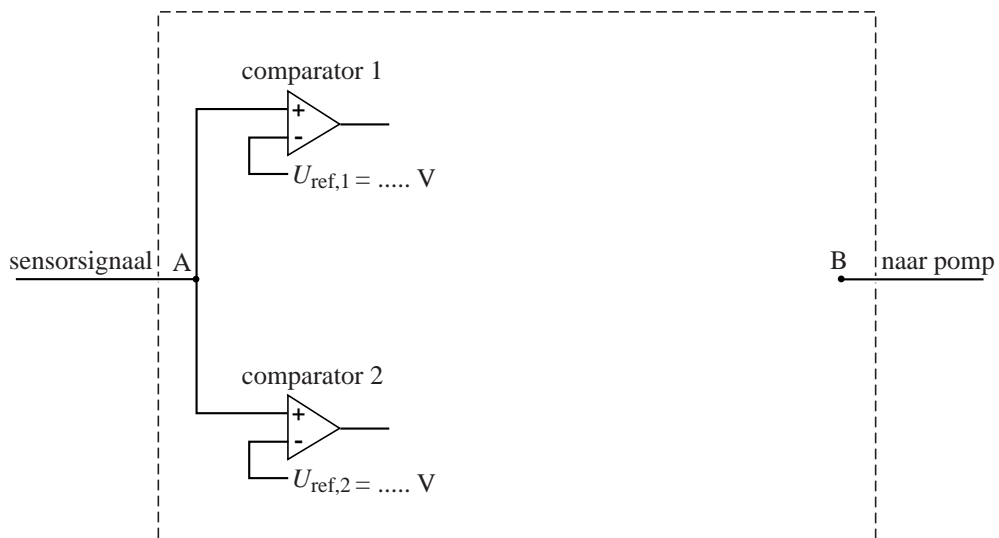 comparator 1
+
-
U_ref,1 = ..... V
sensorsignaal A
B naar pomp
comparator 2
+
-
U_ref,2 = ..... V